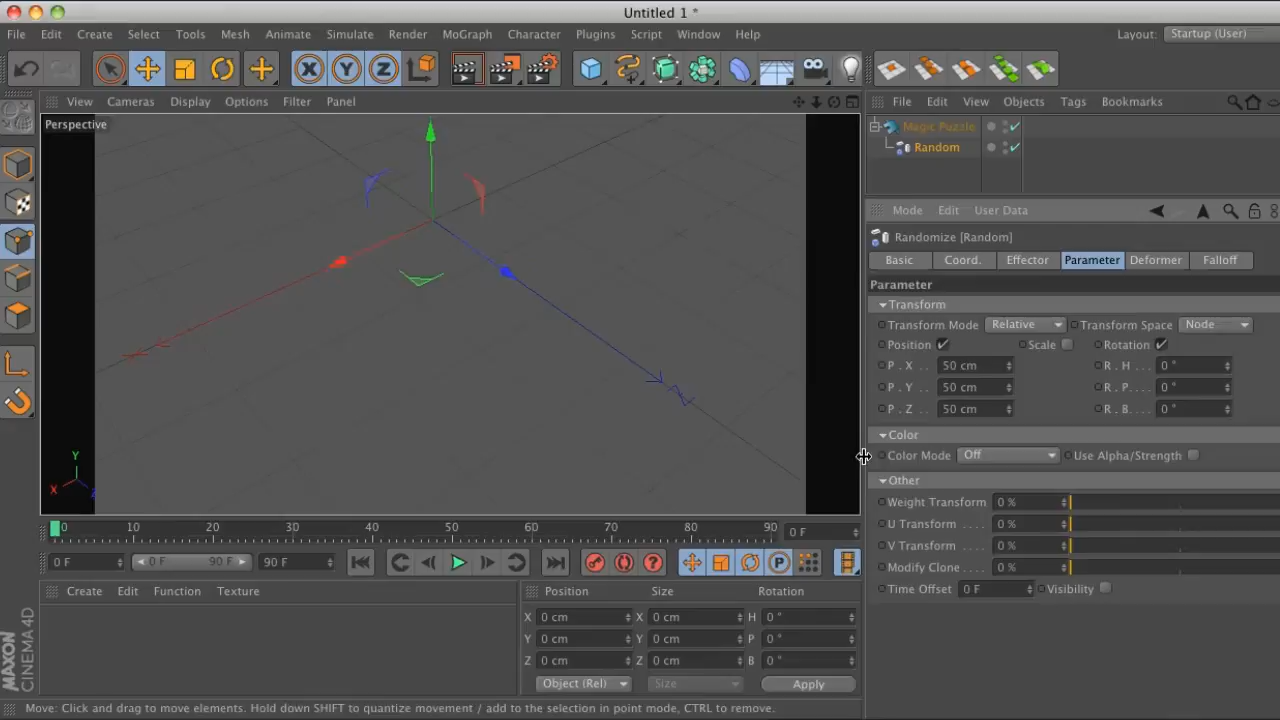 Untitled 1 *
File Edit Create Select Tools Mesh Animate Simulate Render MoGraph Character Plugins Script Window Help Layout: Startup (User)
X Y Z
View Cameras Display Options Filter Panel
File Edit View Objects Tags Bookmarks
Perspective
Magic Puzzle
Random
Mode Edit User Data
Randomize [Random]
Basic Coord. Effector Parameter Deformer Falloff
Parameter
Transform
Transform Mode Relative Transform Space Node
Position Scale Rotation
P . X . . 50 cm R . H . . 0 °
P . Y . . 50 cm R . P. . . . 0 °
P . Z . . 50 cm R . B. . . . 0 °
Color
Color Mode Off Use Alpha/Strength
Other
Weight Transform 0 %
U Transform . . . . 0 %
V Transform . . . . 0 %
Modify Clone . . . . 0 %
Time Offset 0 F Visibility
Y
X Z
0 10 20 30 40 50 60 70 80 90 0 F
0 F 0 F 90 F 90 F P
Create Edit Function Texture
Position Size Rotation
X 0 cm X 0 cm H 0 °
Y 0 cm Y 0 cm P 0 °
Z 0 cm Z 0 cm B 0 °
Object (Rel) Size Apply
MAXON
CINEMA 4D
Move: Click and drag to move elements. Hold down SHIFT to quantize movement / add to the selection in point mode, CTRL to remove.